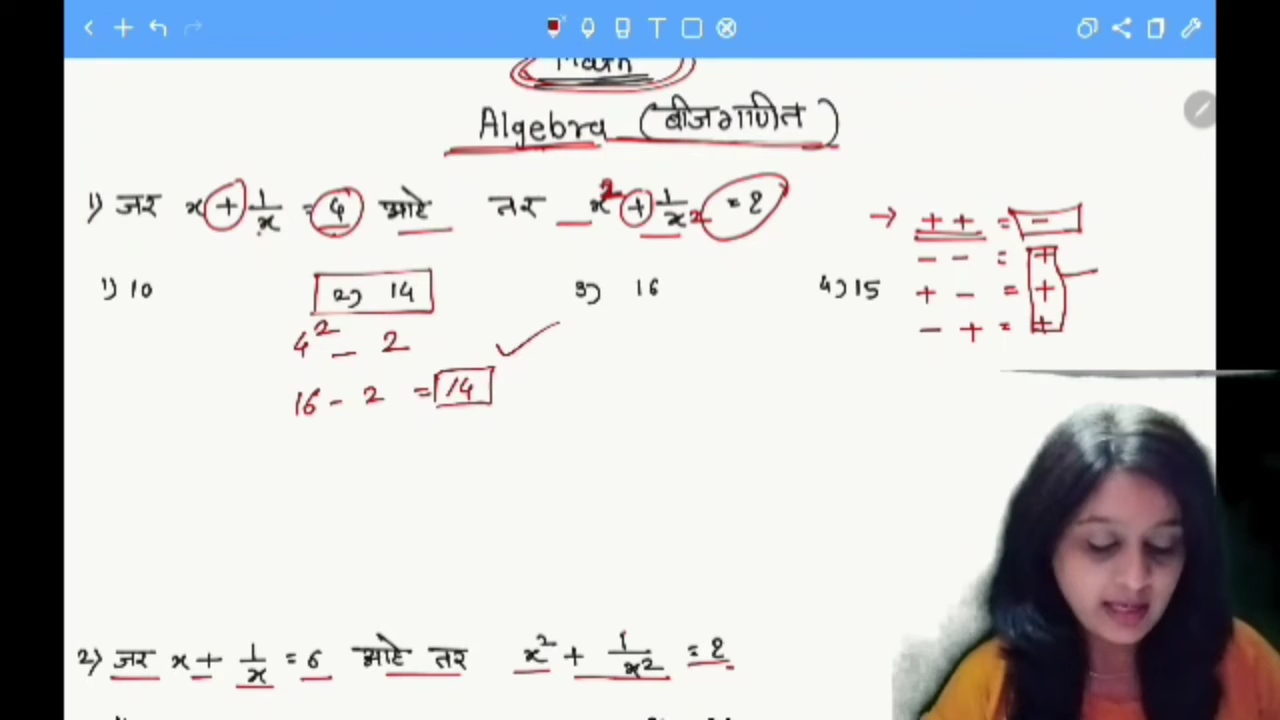 Math
Algebra (बीजगणित)
1) जर x + 1/x = 4 आहे तर x² + 1/x² = ?
1) 10 2) 14 3) 16 4) 15
4² - 2
16 - 2 = 14
→ + + = -
- - = +
+ - = +
- + = +
2) जर x + 1/x = 6 आहे तर x² + 1/x² = ?